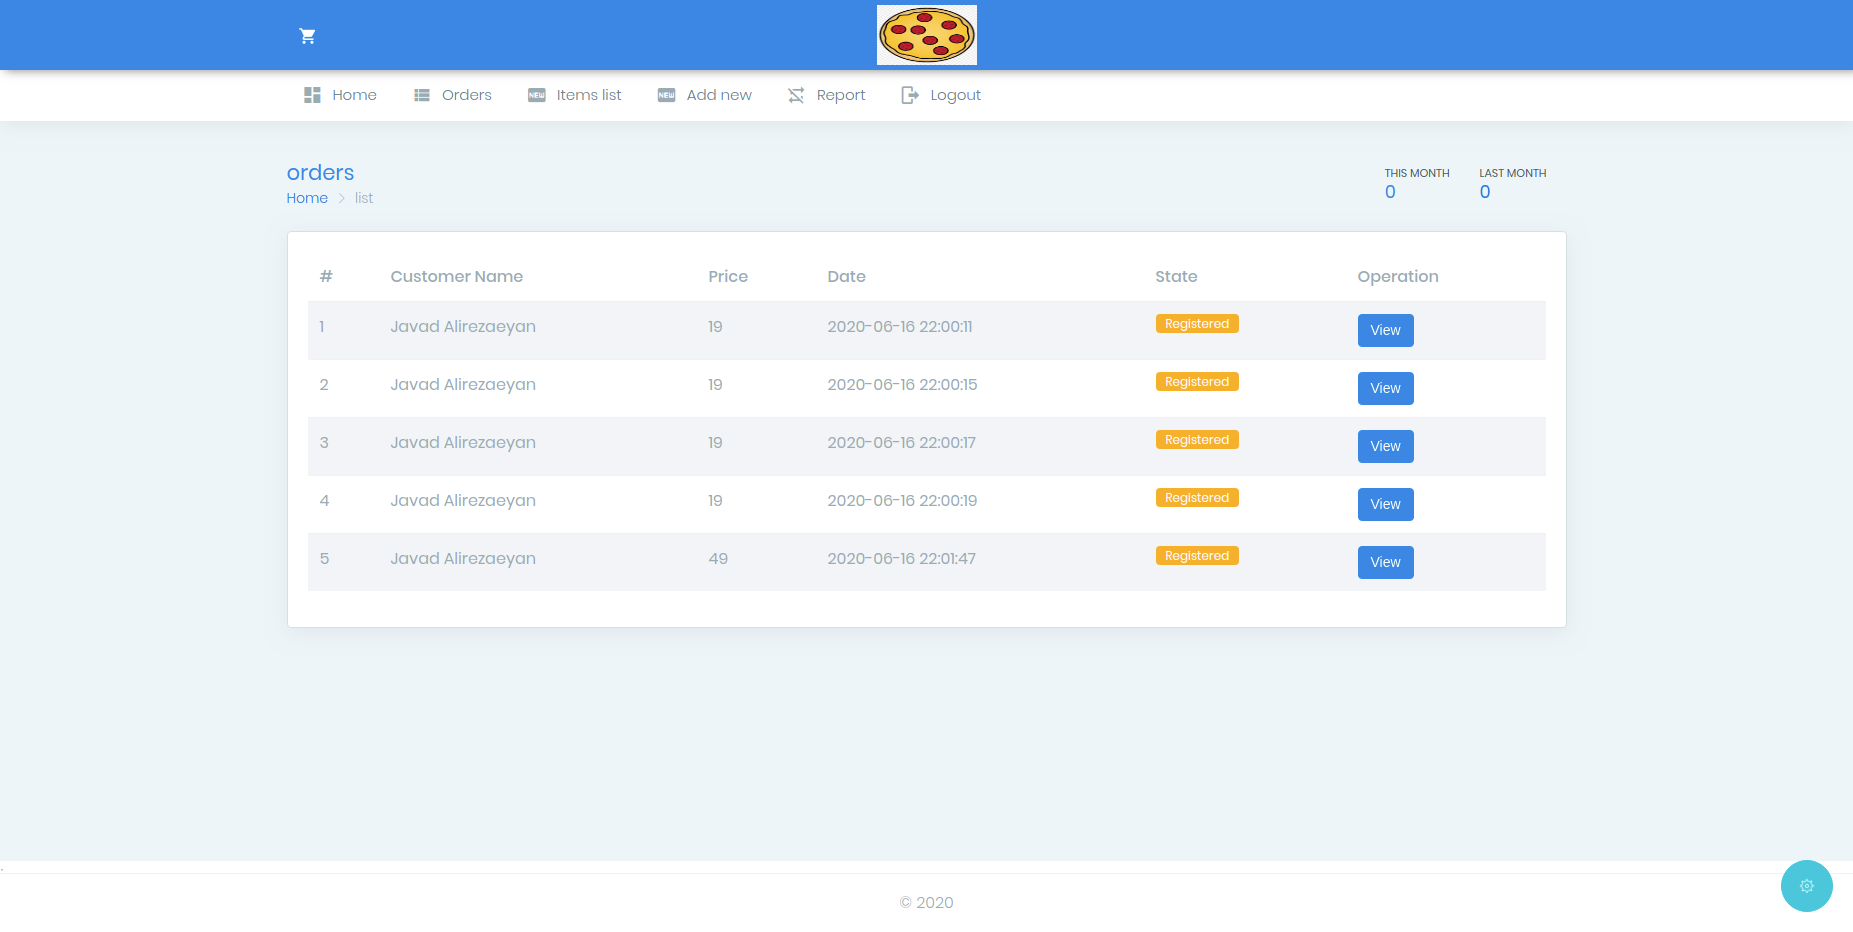 Home Orders NEW Items list NEW Add new Report Logout
orders
Home > list
THIS MONTH LAST MONTH
0 0
# Customer Name Price Date State Operation
1 Javad Alirezaeyan 19 2020-06-16 22:00:11 Registered View
2 Javad Alirezaeyan 19 2020-06-16 22:00:15 Registered View
3 Javad Alirezaeyan 19 2020-06-16 22:00:17 Registered View
4 Javad Alirezaeyan 19 2020-06-16 22:00:19 Registered View
5 Javad Alirezaeyan 49 2020-06-16 22:01:47 Registered View
.
© 2020